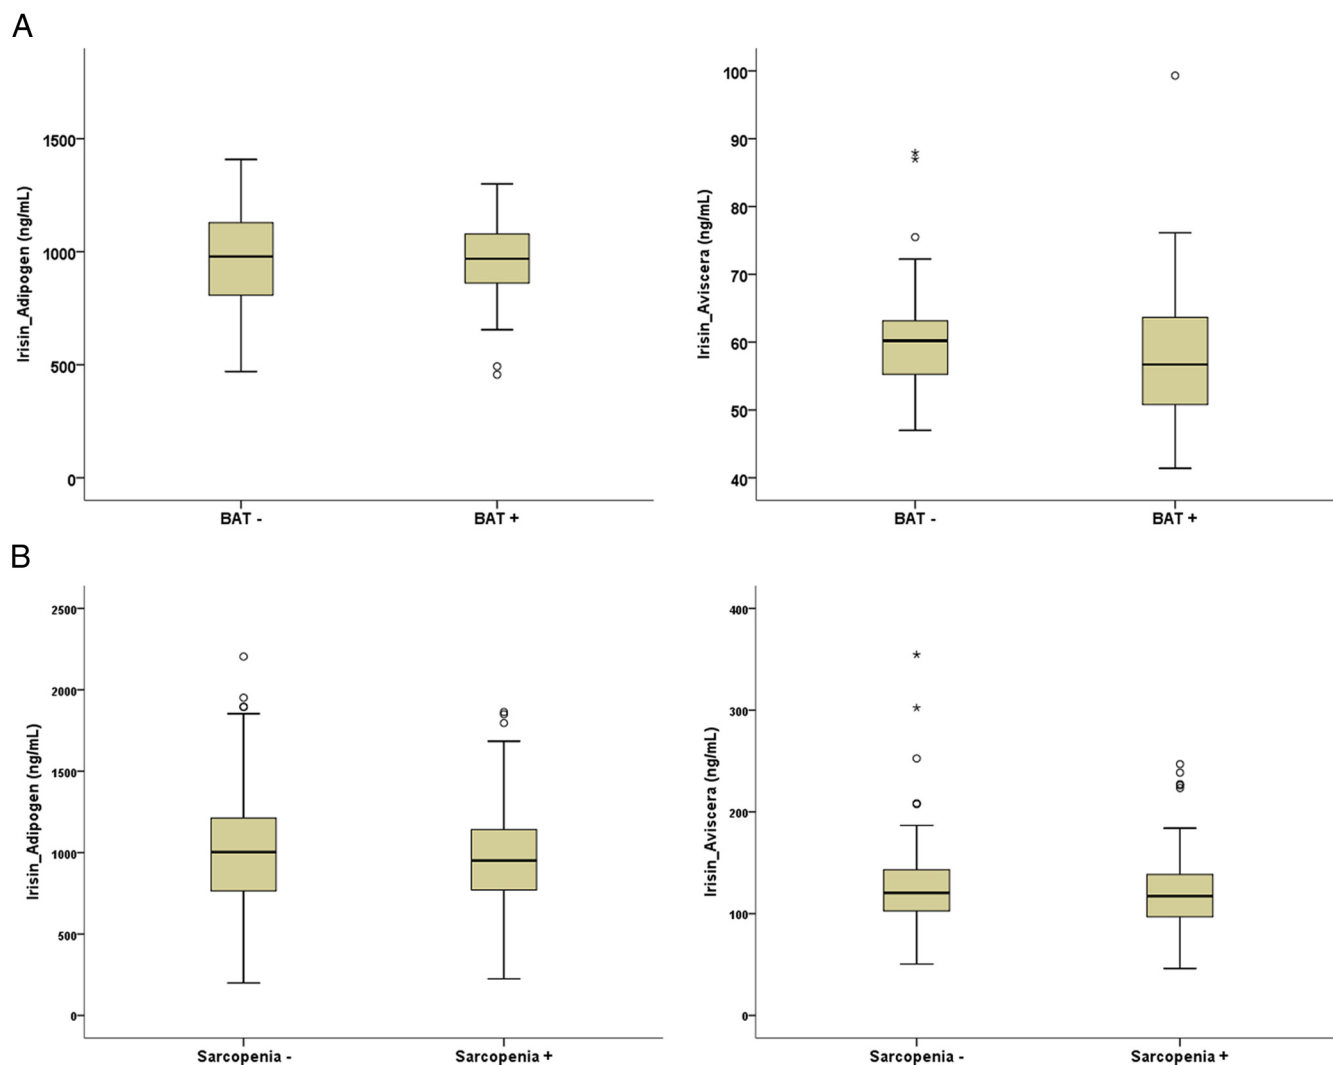 A
Irisin_Adipogen (ng/mL)
1500
1000
500
0
BAT -
BAT +
Irisin_Aviscera (ng/mL)
100
90
80
70
60
50
40
BAT -
BAT +
B
Irisin_Adipogen (ng/mL)
2500
2000
1500
1000
500
0
Sarcopenia -
Sarcopenia +
Irisin_Aviscera (ng/mL)
400
300
200
100
0
Sarcopenia -
Sarcopenia +